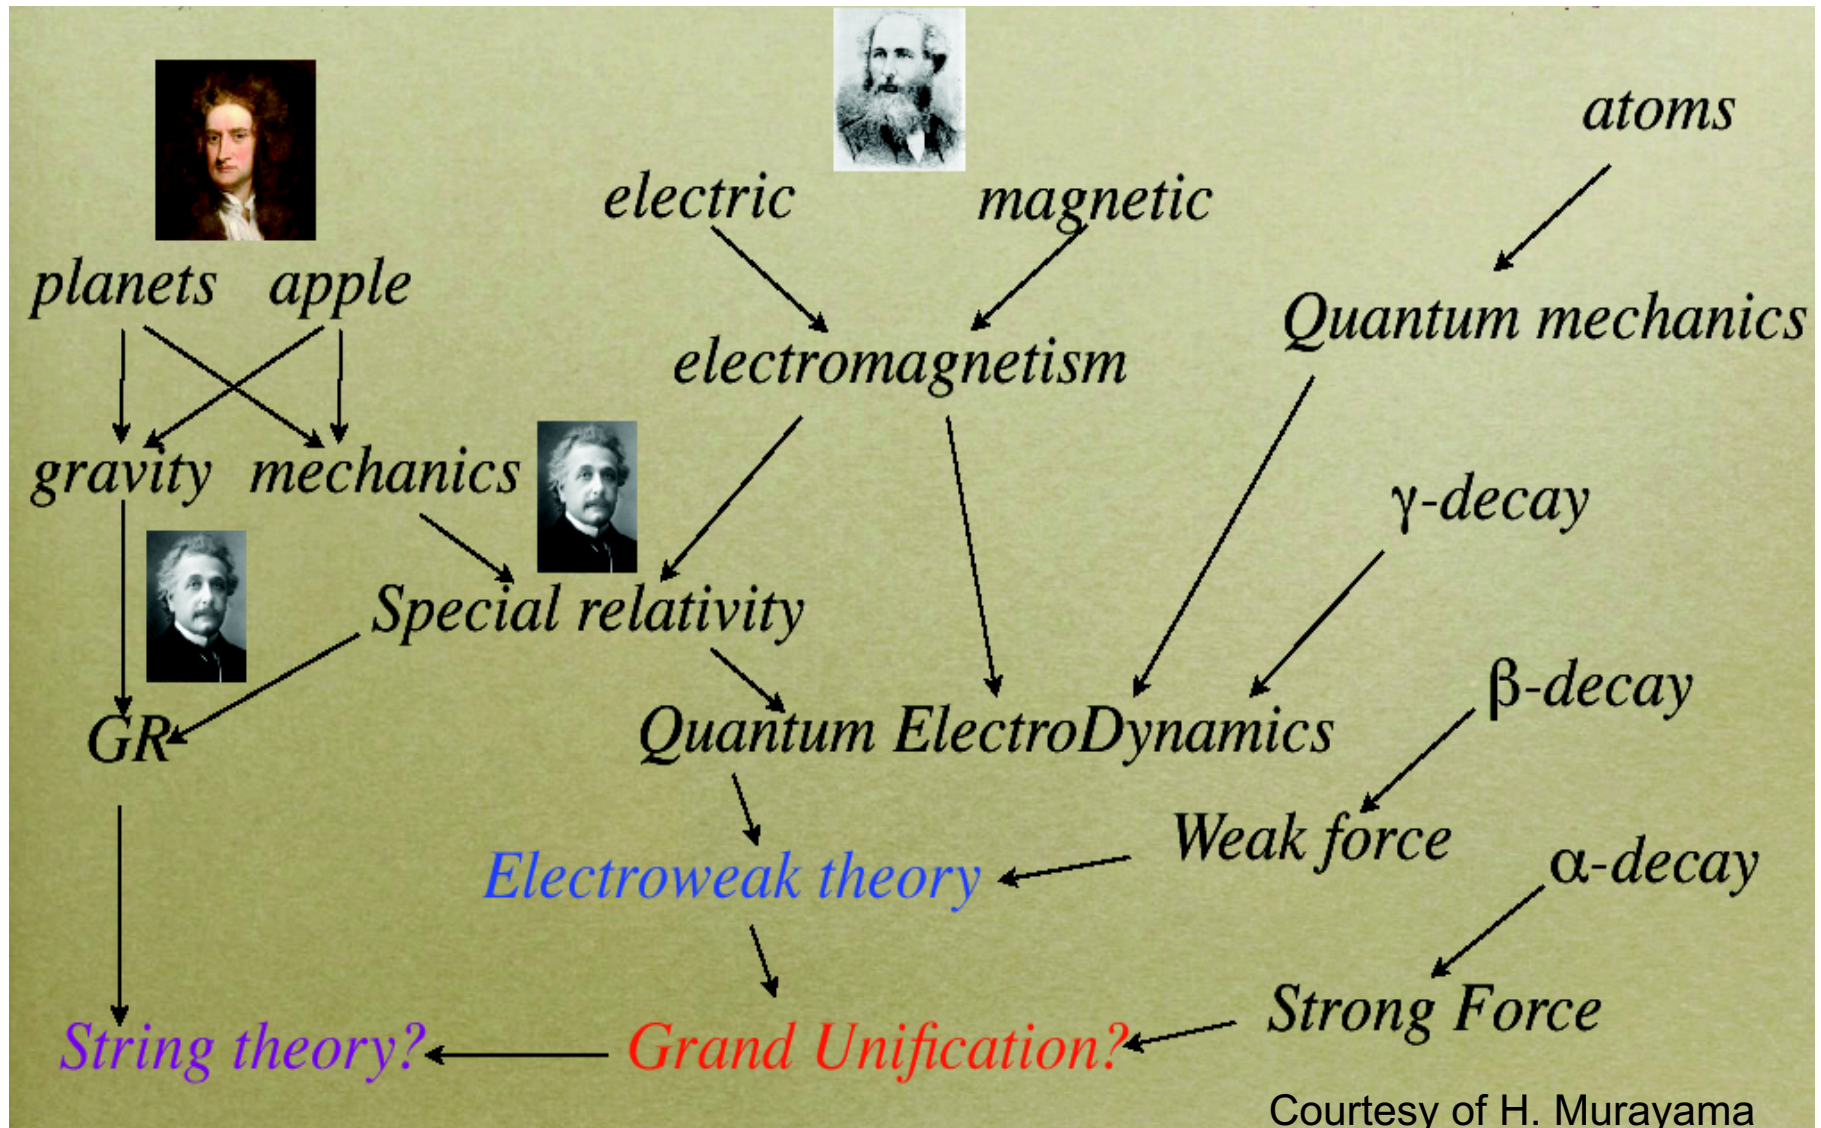 atoms
electric magnetic
planets apple
Quantum mechanics
electromagnetism
gravity mechanics
γ-decay
Special relativity
β-decay
GR
Quantum ElectroDynamics
Weak force
α-decay
Electroweak theory
Strong Force
String theory?
Grand Unification?
Courtesy of H. Murayama